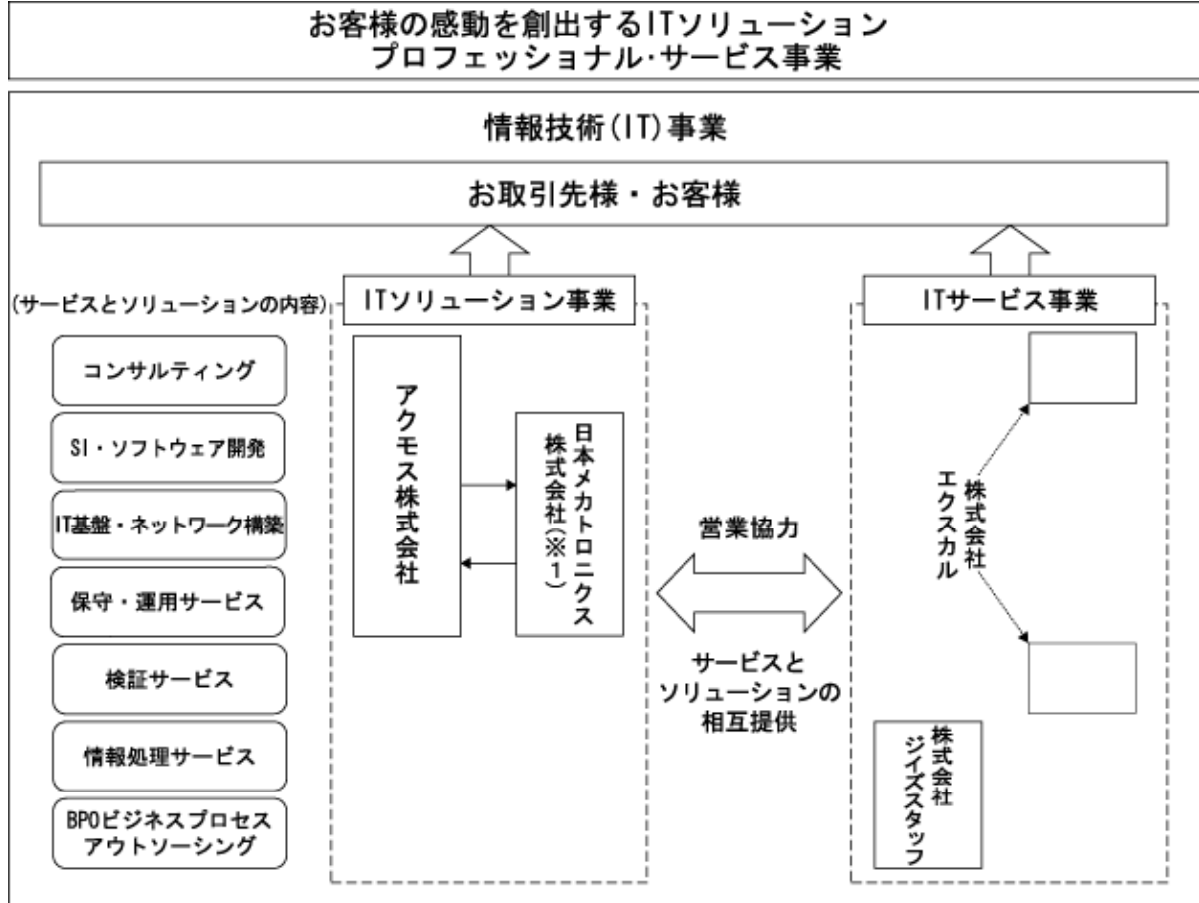 お客様の感動を創出するITソリューション
プロフェッショナル・サービス事業
情報技術(IT)事業
お取引先様・お客様
(サービスとソリューションの内容)
コンサルティング
SI・ソフトウェア開発
IT基盤・ネットワーク構築
保守・運用サービス
検証サービス
情報処理サービス
BPOビジネスプロセス
アウトソーシング
ITソリューション事業
アクモス株式会社
日本メカトロニクス
株式会社(※1)
営業協力
サービスと
ソリューションの
相互提供
ITサービス事業
株式会社
エクスカル
株式会社
ジイズスタッフ